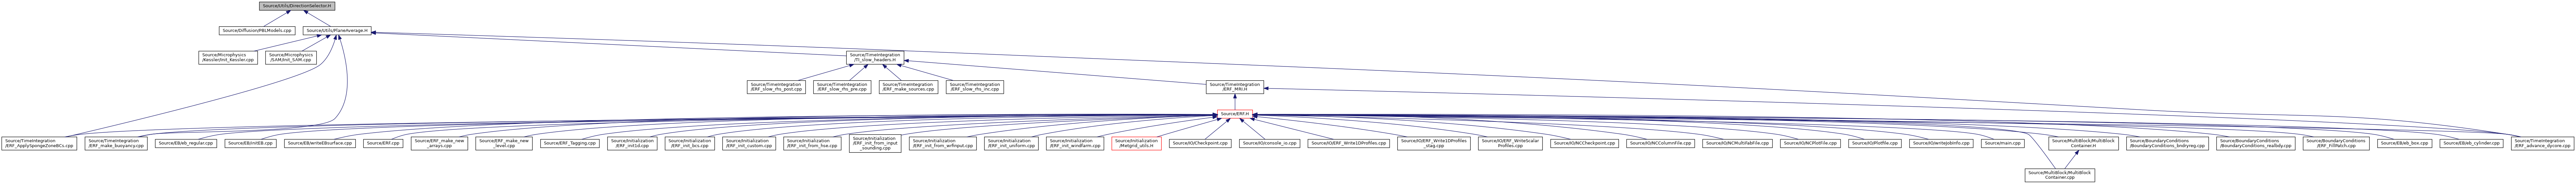 Source/Utils/DirectionSelector.H
Source/Diffusion/PBLModels.cpp
Source/Utils/PlaneAverage.H
Source/Microphysics
/Kessler/Init_Kessler.cpp
Source/Microphysics
/SAM/Init_SAM.cpp
Source/TimeIntegration
/TI_slow_headers.H
Source/TimeIntegration
/ERF_slow_rhs_post.cpp
Source/TimeIntegration
/ERF_slow_rhs_pre.cpp
Source/TimeIntegration
/ERF_make_sources.cpp
Source/TimeIntegration
/ERF_slow_rhs_inc.cpp
Source/TimeIntegration
/ERF_MRI.H
Source/ERF.H
Source/TimeIntegration
/ERF_ApplySpongeZoneBCs.cpp
Source/TimeIntegration
/ERF_make_buoyancy.cpp
Source/EB/eb_regular.cpp
Source/EB/initEB.cpp
Source/EB/writeEBsurface.cpp
Source/ERF.cpp
Source/ERF_make_new
_arrays.cpp
Source/ERF_make_new
_level.cpp
Source/ERF_Tagging.cpp
Source/Initialization
/ERF_init1d.cpp
Source/Initialization
/ERF_init_bcs.cpp
Source/Initialization
/ERF_init_custom.cpp
Source/Initialization
/ERF_init_from_hse.cpp
Source/Initialization
/ERF_init_from_input
_sounding.cpp
Source/Initialization
/ERF_init_from_wrfinput.cpp
Source/Initialization
/ERF_init_uniform.cpp
Source/Initialization
/ERF_init_windfarm.cpp
Source/Initialization
/Metgrid_utils.H
Source/IO/Checkpoint.cpp
Source/IO/console_io.cpp
Source/IO/ERF_Write1DProfiles.cpp
Source/IO/ERF_Write1DProfiles
_stag.cpp
Source/IO/ERF_WriteScalar
Profiles.cpp
Source/IO/NCCheckpoint.cpp
Source/IO/NCColumnFile.cpp
Source/IO/NCMultiFabFile.cpp
Source/IO/NCPlotFile.cpp
Source/IO/Plotfile.cpp
Source/IO/writeJobInfo.cpp
Source/main.cpp
Source/MultiBlock/MultiBlock
Container.H
Source/BoundaryConditions
/BoundaryConditions_bndryreg.cpp
Source/BoundaryConditions
/BoundaryConditions_realbdy.cpp
Source/BoundaryConditions
/ERF_FillPatch.cpp
Source/EB/eb_box.cpp
Source/EB/eb_cylinder.cpp
Source/TimeIntegration
/ERF_advance_dycore.cpp
Source/MultiBlock/MultiBlock
Container.cpp